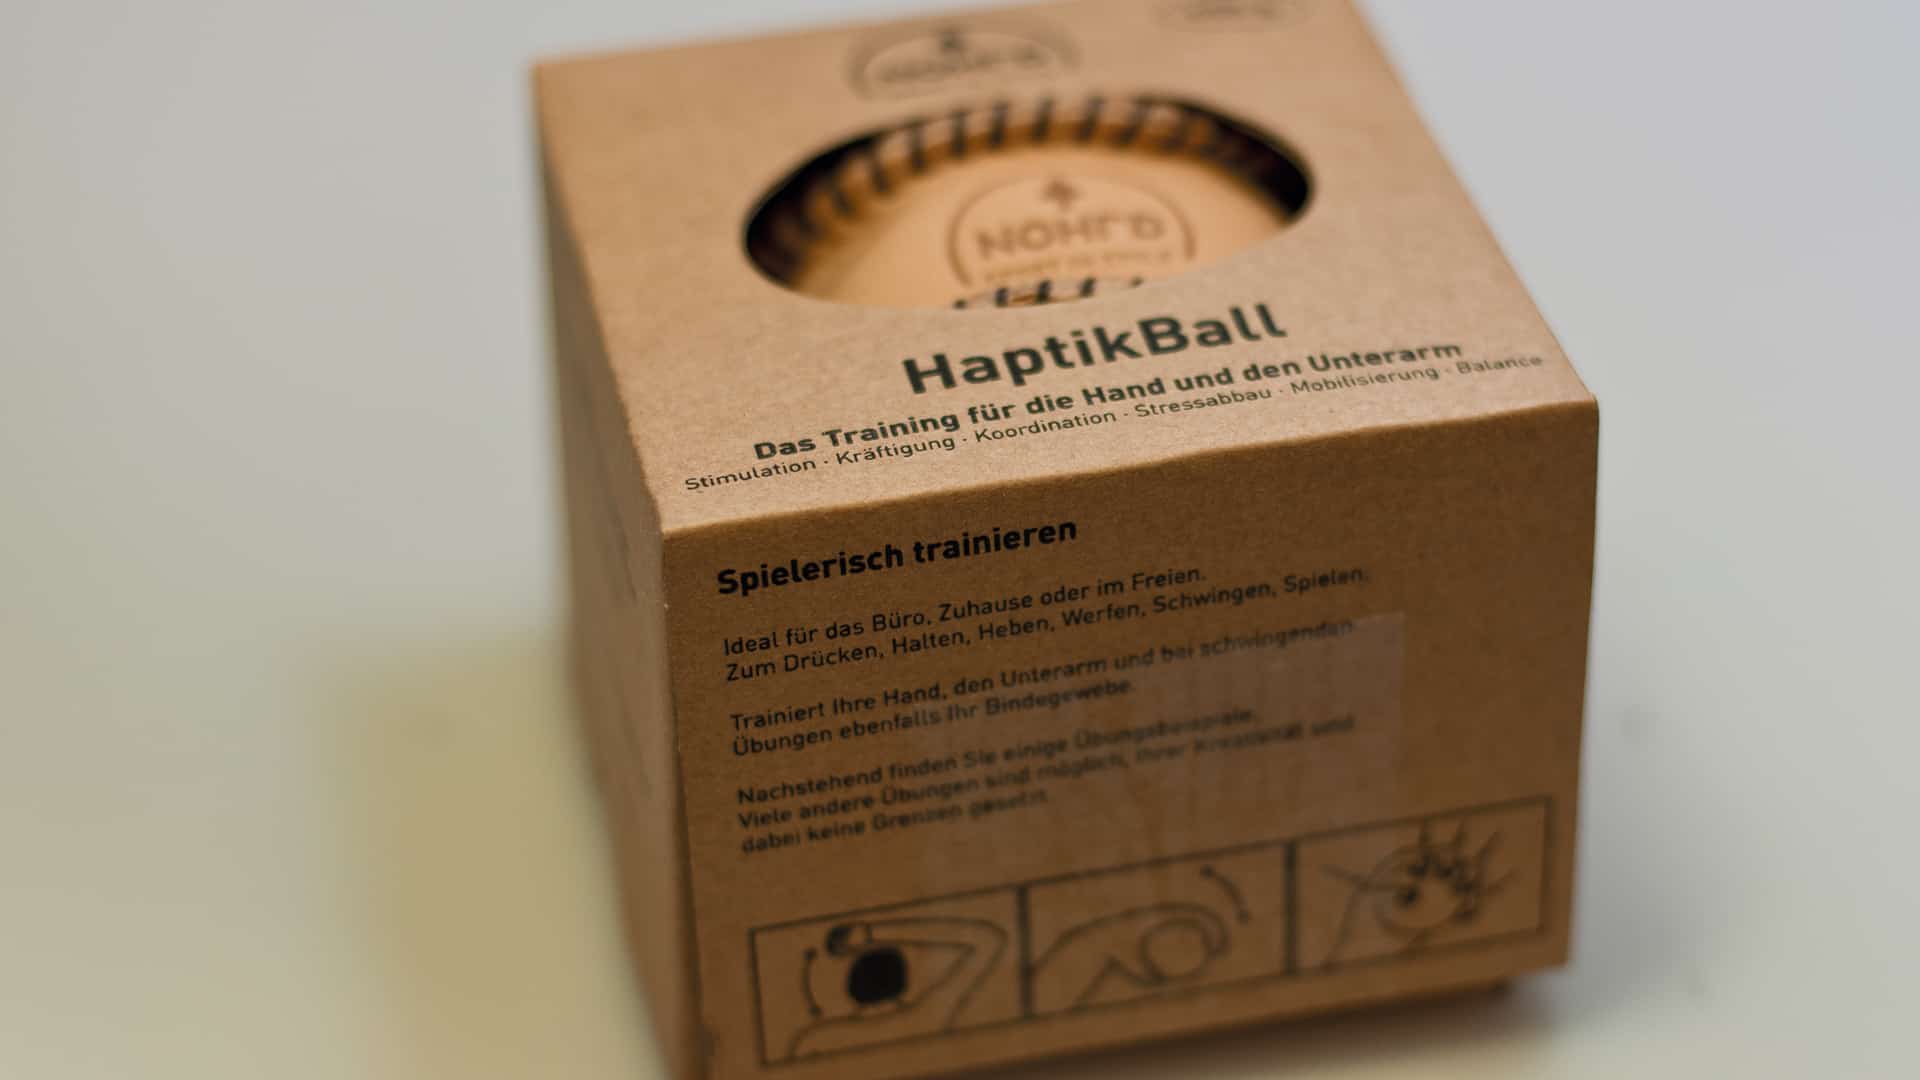 NOHrD
HaptikBall
Das Training für die Hand und den Unterarm
Stimulation · Kräftigung · Koordination · Stressabbau · Mobilisierung · Balance
Spielerisch trainieren
Ideal für das Büro, Zuhause oder im Freien.
Zum Drücken, Halten, Heben, Werfen, Schwingen, Spielen.
Trainiert Ihre Hand, den Unterarm und bei schwingenden
Übungen ebenfalls Ihr Bindegewebe.
Nachstehend finden Sie einige Übungsbeispiele.
Viele andere Übungen sind möglich, Ihrer Kreativität sind
dabei keine Grenzen gesetzt.